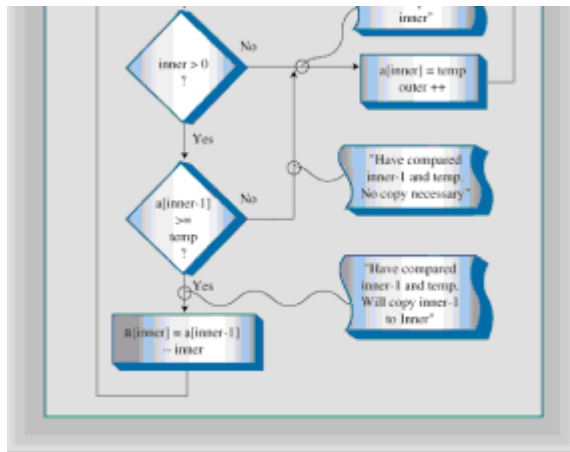 inner"
inner > 0
?
No
a[inner] = temp
outer ++
Yes
"Have compared
inner-1 and temp.
No copy necessary"
a[inner-1]
>=
temp
?
No
Yes
"Have compared
inner-1 and temp.
Will copy inner-1
to Inner"
a[inner] = a[inner-1]
-- inner